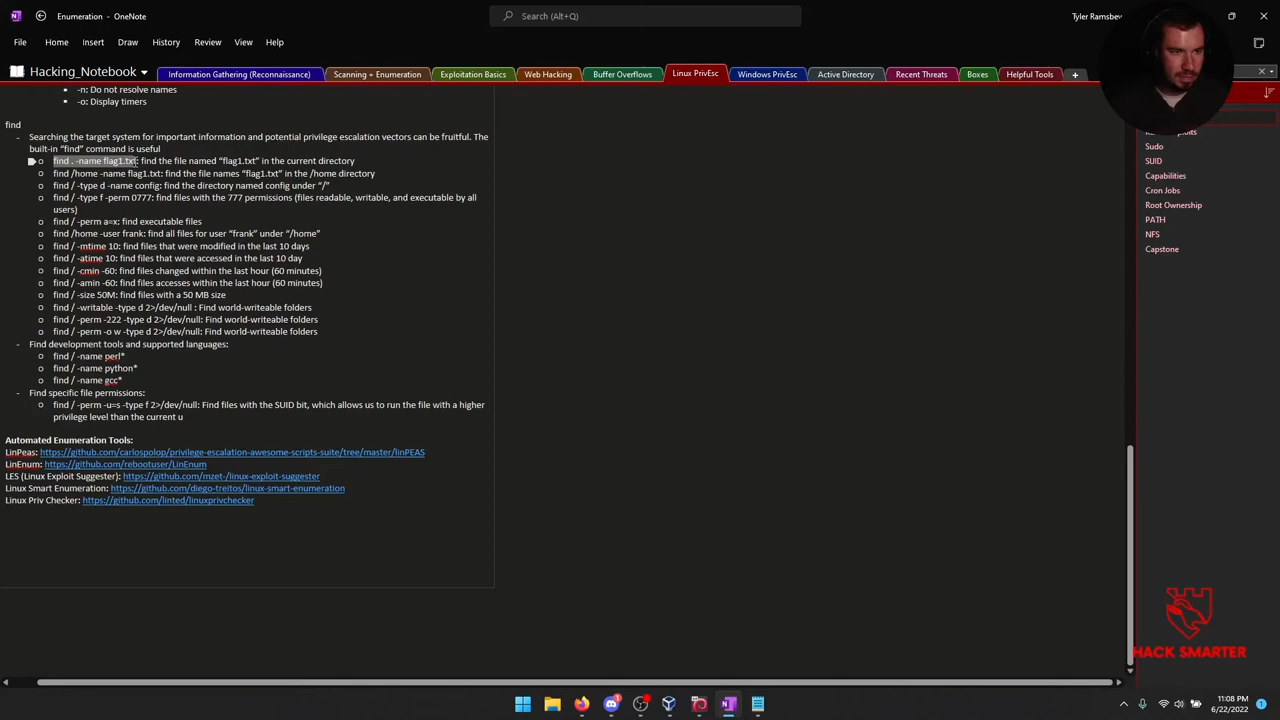 Enumeration - OneNote
Search (Alt+Q)
Tyler Ramsbey
File Home Insert Draw History Review View Help
Hacking_Notebook
Information Gathering (Reconnaissance) Scanning + Enumeration Exploitation Basics Web Hacking Buffer Overflows Linux PrivEsc Windows PrivEsc Active Directory Recent Threats Boxes Helpful Tools +
-n: Do not resolve names
-o: Display timers
find
- Searching the target system for important information and potential privilege escalation vectors can be fruitful. The
built-in “find” command is useful
find . -name flag1.txt: find the file named “flag1.txt” in the current directory
find /home -name flag1.txt: find the file names “flag1.txt” in the /home directory
find / -type d -name config: find the directory named config under “/”
find / -type f -perm 0777: find files with the 777 permissions (files readable, writable, and executable by all
users)
find / -perm a=x: find executable files
find /home -user frank: find all files for user “frank” under “/home”
find / -mtime 10: find files that were modified in the last 10 days
find / -atime 10: find files that were accessed in the last 10 day
find / -cmin -60: find files changed within the last hour (60 minutes)
find / -amin -60: find files accesses within the last hour (60 minutes)
find / -size 50M: find files with a 50 MB size
find / -writable -type d 2>/dev/null : Find world-writeable folders
find / -perm -222 -type d 2>/dev/null: Find world-writeable folders
find / -perm -o w -type d 2>/dev/null: Find world-writeable folders
- Find development tools and supported languages:
find / -name perl*
find / -name python*
find / -name gcc*
- Find specific file permissions:
find / -perm -u=s -type f 2>/dev/null: Find files with the SUID bit, which allows us to run the file with a higher
privilege level than the current u
Automated Enumeration Tools:
LinPeas: https://github.com/carlospolop/privilege-escalation-awesome-scripts-suite/tree/master/linPEAS
LinEnum: https://github.com/rebootuser/LinEnum
LES (Linux Exploit Suggester): https://github.com/mzet-/linux-exploit-suggester
Linux Smart Enumeration: https://github.com/diego-treitos/linux-smart-enumeration
Linux Priv Checker: https://github.com/linted/linuxprivchecker
Sudo
SUID
Capabilities
Cron Jobs
Root Ownership
PATH
NFS
Capstone
HACK SMARTER
11:08 PM
6/22/2022